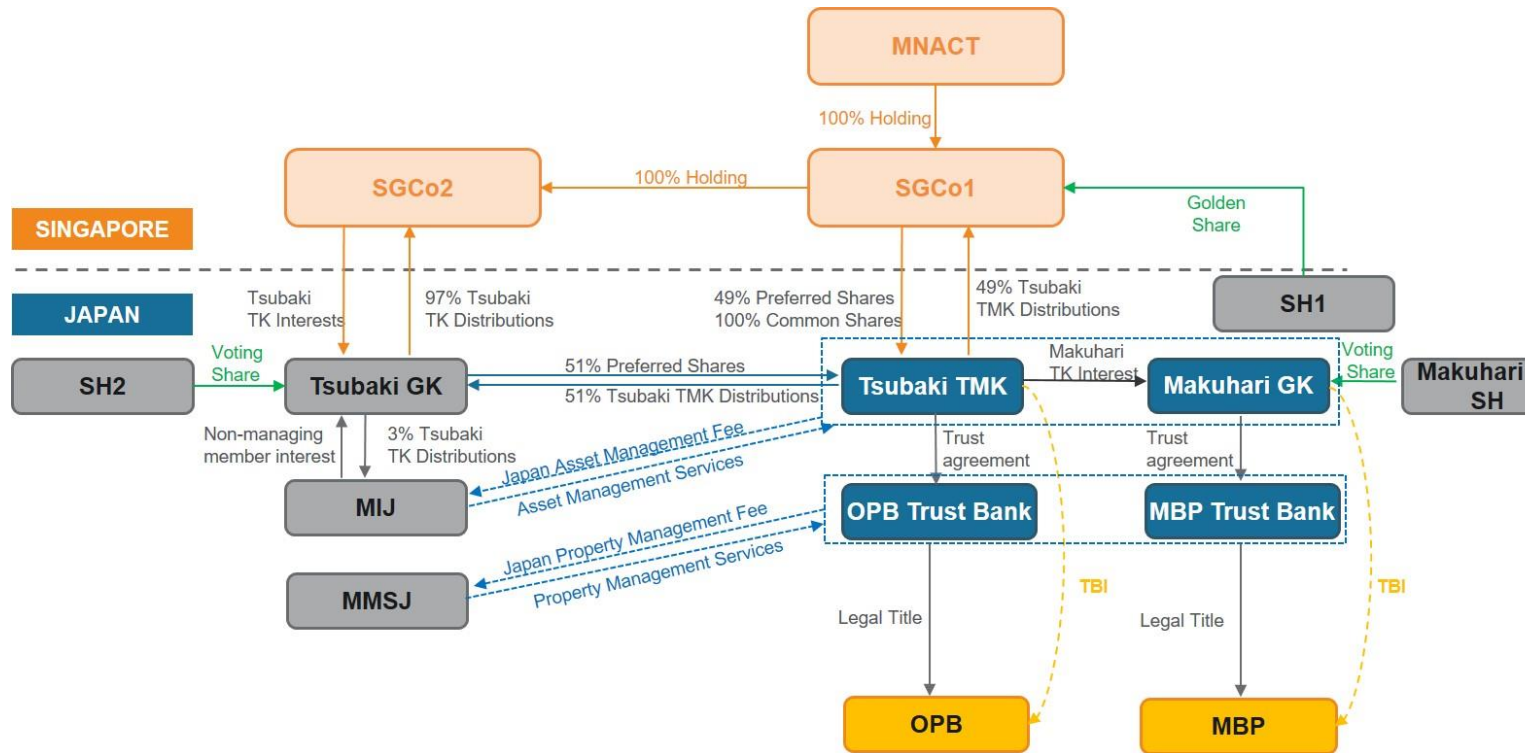 MNACT
100% Holding
SGCo2
100% Holding
SGCo1
Golden
Share
SINGAPORE
JAPAN
Tsubaki
TK Interests
97% Tsubaki
TK Distributions
49% Preferred Shares
100% Common Shares
49% Tsubaki
TMK Distributions
SH1
SH2
Voting
Share
Tsubaki GK
51% Preferred Shares
51% Tsubaki TMK Distributions
Tsubaki TMK
Makuhari
TK Interest
Makuhari GK
Voting
Share
Makuhari
SH
Non-managing
member interest
3% Tsubaki
TK Distributions
Japan Asset Management Fee
Asset Management Services
Trust
agreement
Trust
agreement
MIJ
OPB Trust Bank
MBP Trust Bank
Japan Property Management Fee
Property Management Services
MMSJ
TBI
TBI
Legal Title
Legal Title
OPB
MBP